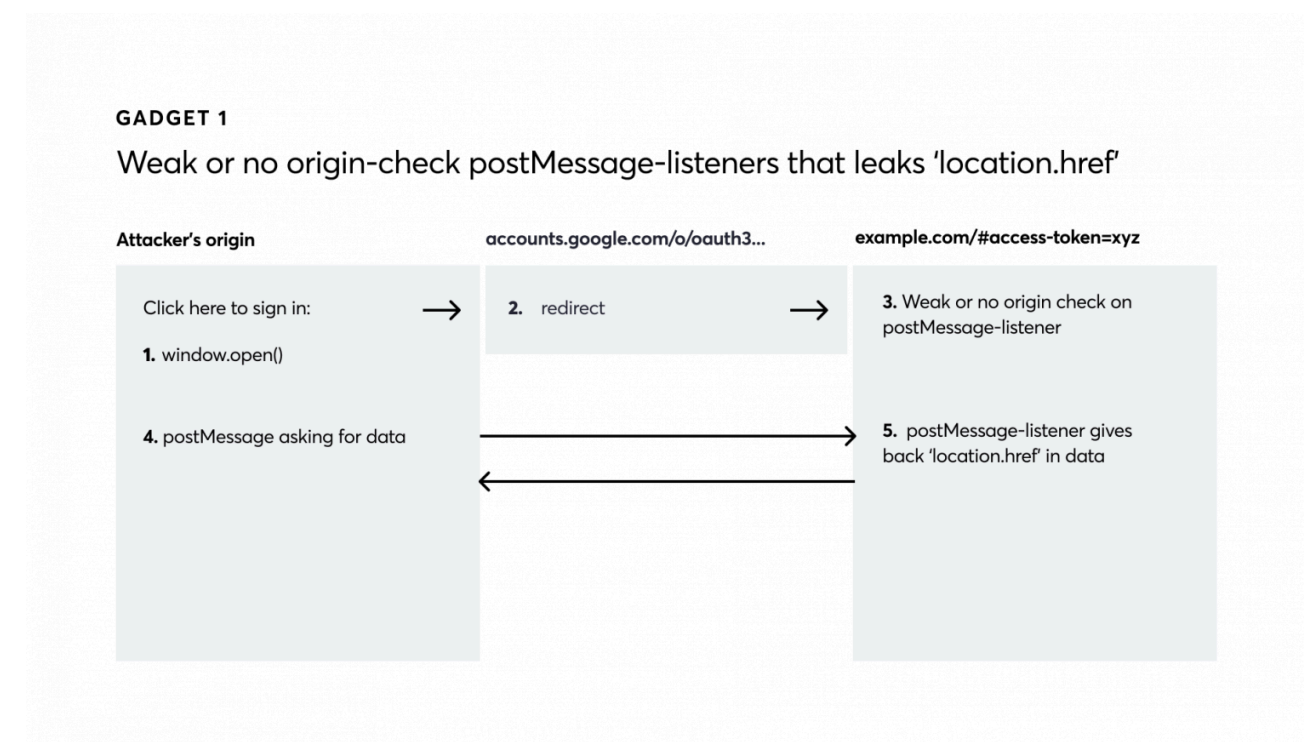 GADGET 1
Weak or no origin-check postMessage-listeners that leaks ‘location.href’
Attacker’s origin
accounts.google.com/o/oauth3...
example.com/#access-token=xyz
Click here to sign in:
1. window.open()
2. redirect
3. Weak or no origin check on
postMessage-listener
4. postMessage asking for data
5. postMessage-listener gives
back ‘location.href’ in data